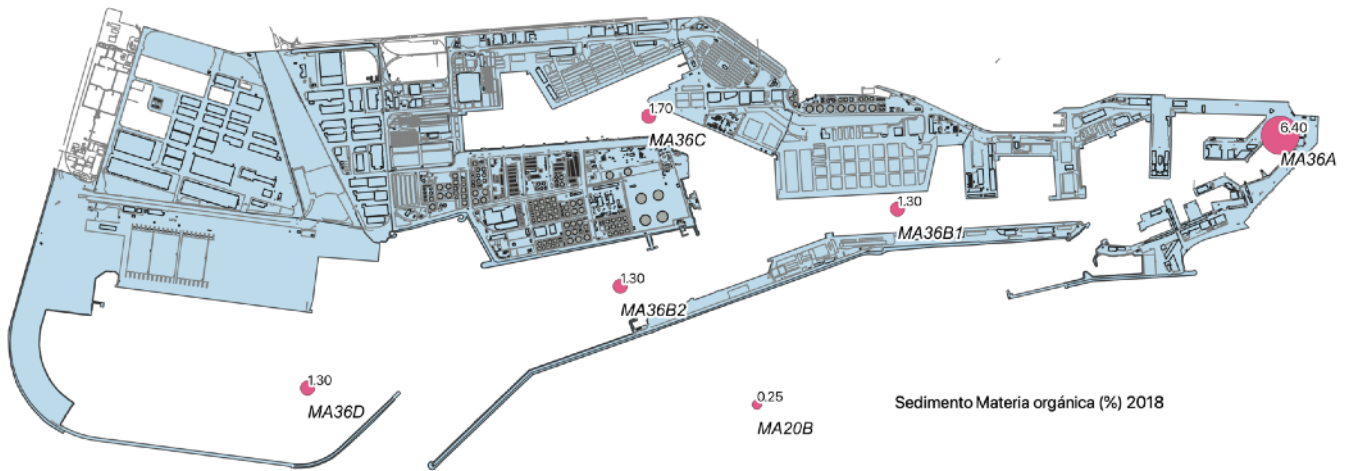 1.70
MA36C
6.40
MA36A
1.30
MA36B1
1.30
MA36B2
1.30
MA36D
0.25
MA20B
Sedimento Materia orgánica (%) 2018